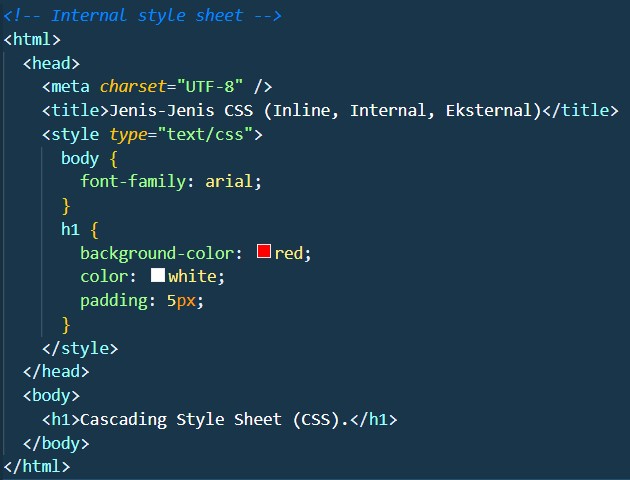 <!-- Internal style sheet -->
<html>
  <head>
    <meta charset="UTF-8" />
    <title>Jenis-Jenis CSS (Inline, Internal, Eksternal)</title>
    <style type="text/css">
      body {
        font-family: arial;
      }
      h1 {
        background-color: red;
        color: white;
        padding: 5px;
      }
    </style>
  </head>
  <body>
    <h1>Cascading Style Sheet (CSS).</h1>
  </body>
</html>